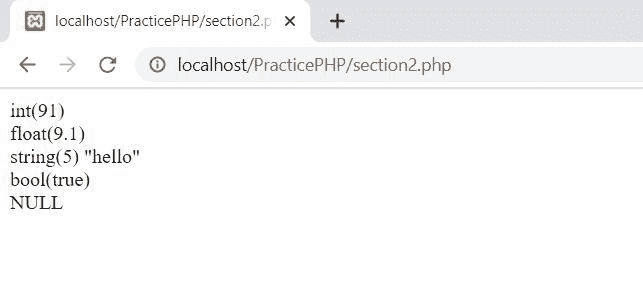 localhost/PracticePHP/section2.p
localhost/PracticePHP/section2.php
int(91)
float(9.1)
string(5) "hello"
bool(true)
NULL